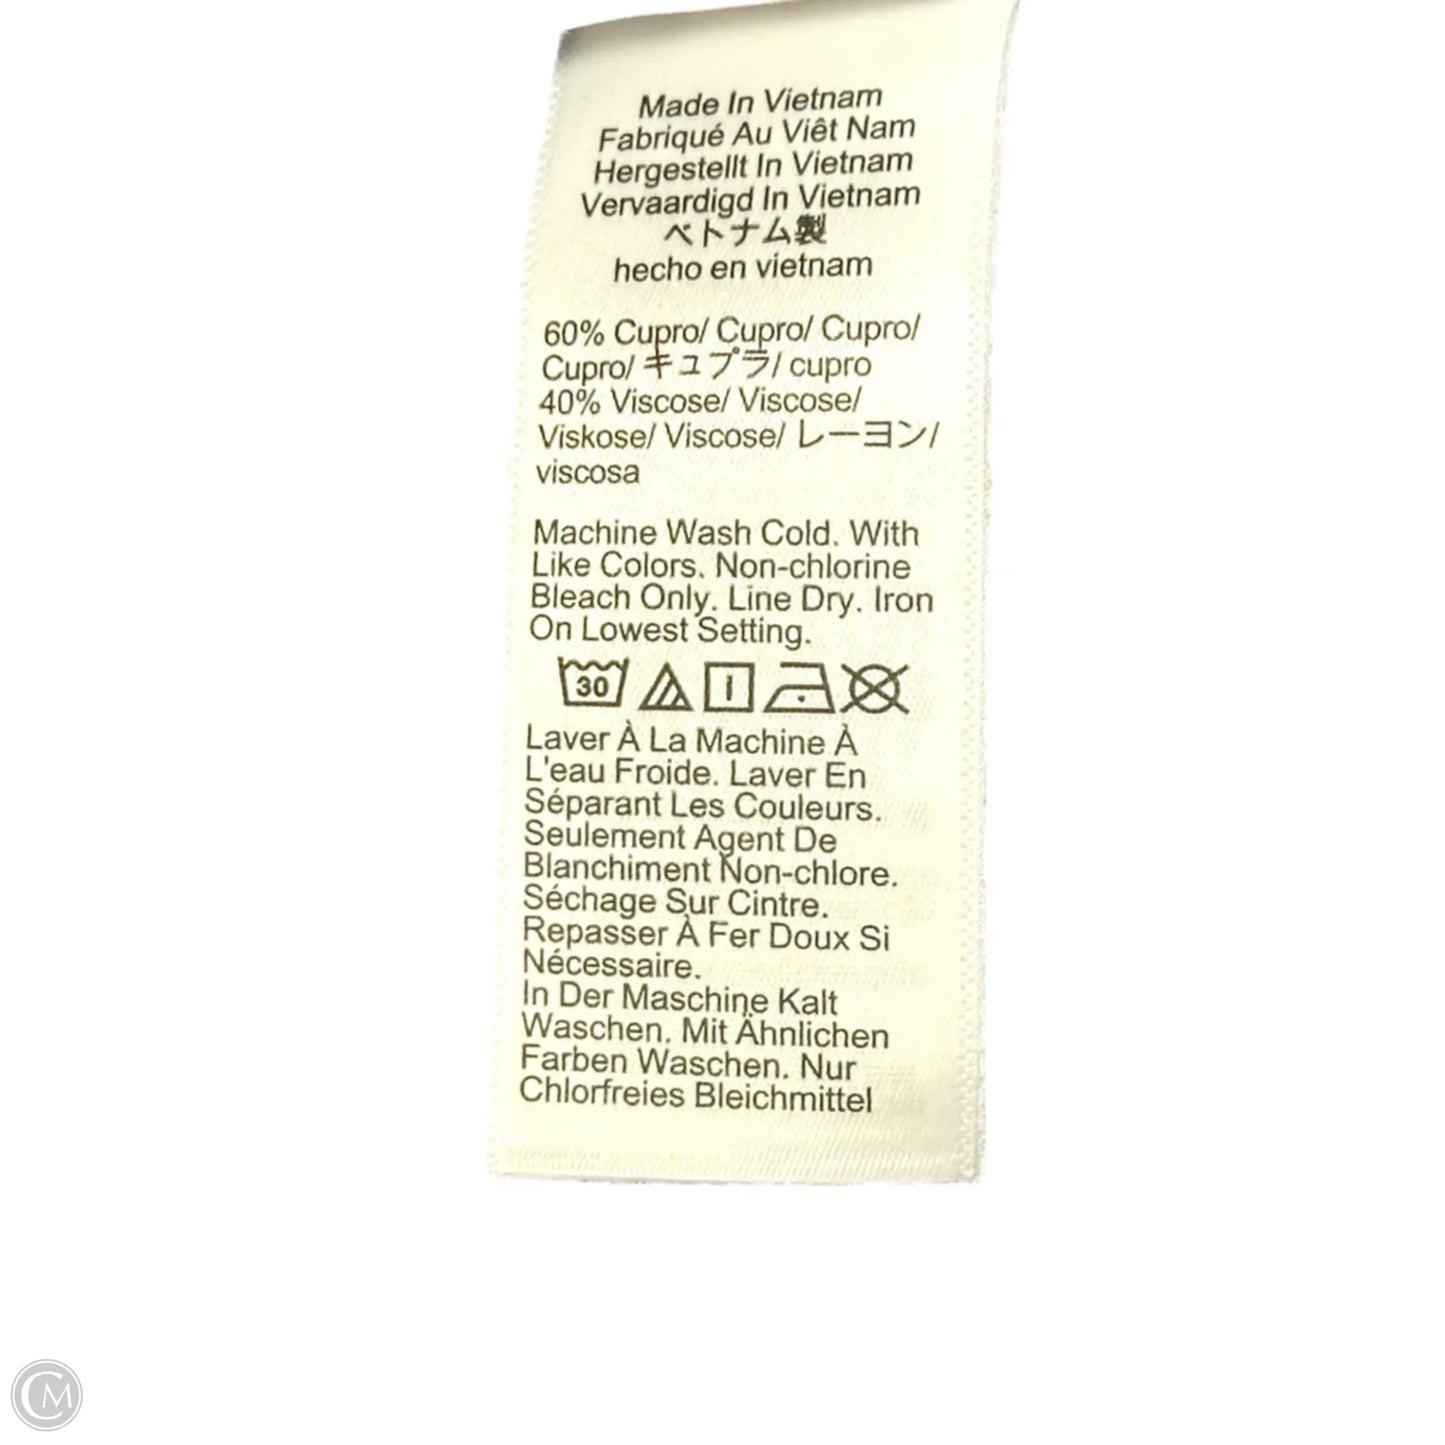 Made In Vietnam
Fabriqué Au Viêt Nam
Hergestellt In Vietnam
Vervaardigd In Vietnam
ベトナム製
hecho en vietnam
60% Cupro/ Cupro/ Cupro/
Cupro/ キュプラ/ cupro
40% Viscose/ Viscose/
Viskose/ Viscose/ レーヨン/
viscosa
Machine Wash Cold. With
Like Colors. Non-chlorine
Bleach Only. Line Dry. Iron
On Lowest Setting.
30
Laver À La Machine À
L'eau Froide. Laver En
Séparant Les Couleurs.
Seulement Agent De
Blanchiment Non-chlore.
Séchage Sur Cintre.
Repasser À Fer Doux Si
Nécessaire.
In Der Maschine Kalt
Waschen. Mit Ähnlichen
Farben Waschen. Nur
Chlorfreies Bleichmittel
CM